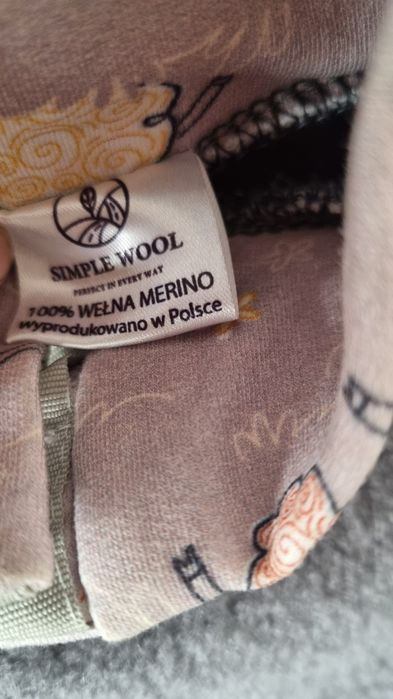 SIMPLE WOOL
PERFECT IN EVERY WAY
100% WEŁNA MERINO
wyprodukowano w Polsce